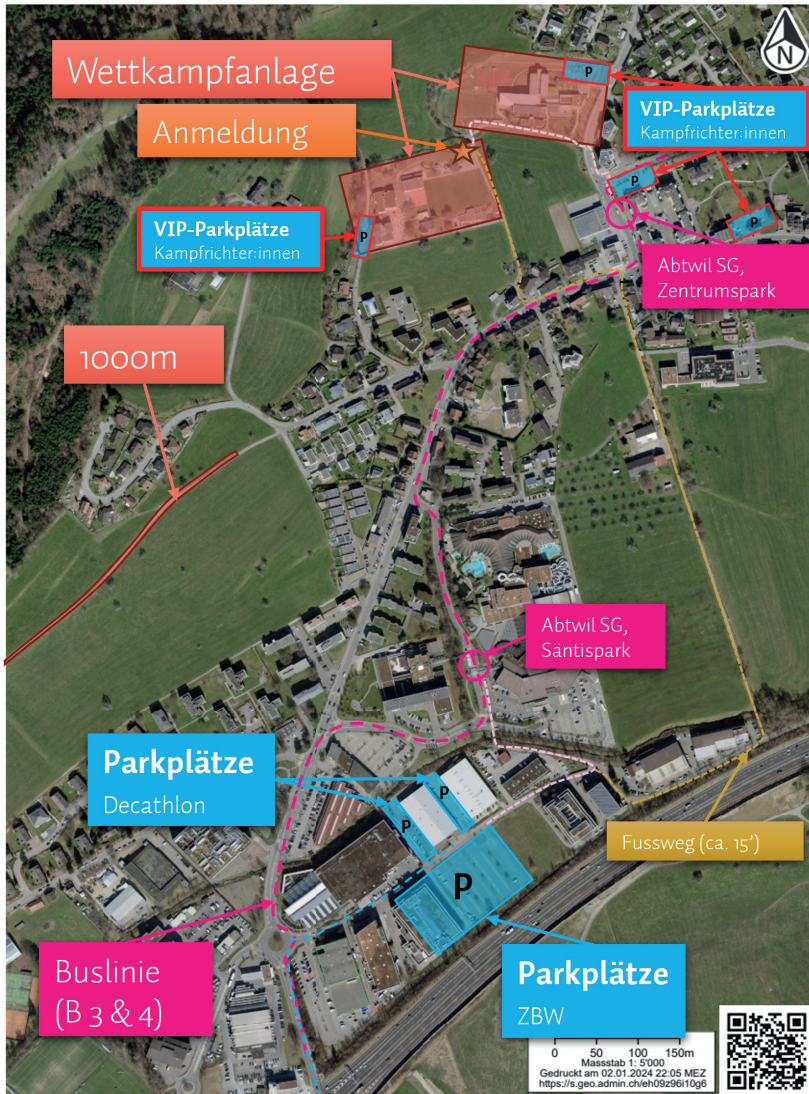 N
Wettkampfanlage
P
VIP-Parkplätze
Kampfrichter:innen
Anmeldung
P
P
VIP-Parkplätze
Kampfrichter:innen
P
Abtwil SG,
Zentrumspark
1000m
Abtwil SG,
Säntispark
Parkplätze
Decathlon
P
P
Fussweg (ca. 15’)
P
Buslinie
(B 3 & 4)
Parkplätze
ZBW
0 50 100 150m
Massstab 1: 5'000
Gedruckt am 02.01.2024 22:05 MEZ
https://s.geo.admin.ch/eh09z96i10g6